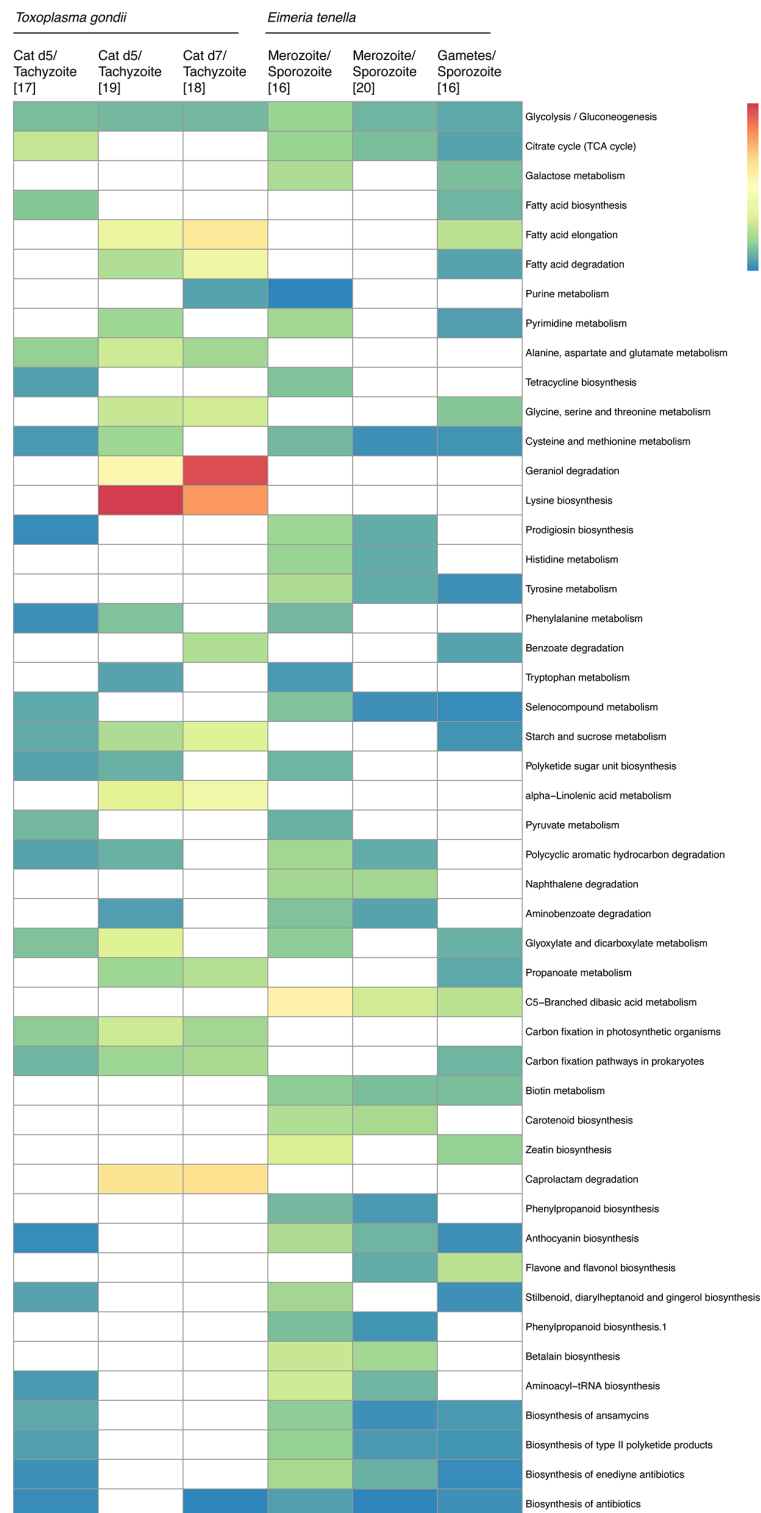 Toxoplasma gondii
Eimeria tenella
Cat d5/
Tachyzoite
[17]
Cat d5/
Tachyzoite
[19]
Cat d7/
Tachyzoite
[18]
Merozoite/
Sporozoite
[16]
Merozoite/
Sporozoite
[20]
Gametes/
Sporozoite
[16]
Glycolysis / Gluconeogenesis
Citrate cycle (TCA cycle)
Galactose metabolism
Fatty acid biosynthesis
Fatty acid elongation
Fatty acid degradation
Purine metabolism
Pyrimidine metabolism
Alanine, aspartate and glutamate metabolism
Tetracycline biosynthesis
Glycine, serine and threonine metabolism
Cysteine and methionine metabolism
Geraniol degradation
Lysine biosynthesis
Prodigiosin biosynthesis
Histidine metabolism
Tyrosine metabolism
Phenylalanine metabolism
Benzoate degradation
Tryptophan metabolism
Selenocompound metabolism
Starch and sucrose metabolism
Polyketide sugar unit biosynthesis
alpha−Linolenic acid metabolism
Pyruvate metabolism
Polycyclic aromatic hydrocarbon degradation
Naphthalene degradation
Aminobenzoate degradation
Glyoxylate and dicarboxylate metabolism
Propanoate metabolism
C5−Branched dibasic acid metabolism
Carbon fixation in photosynthetic organisms
Carbon fixation pathways in prokaryotes
Biotin metabolism
Carotenoid biosynthesis
Zeatin biosynthesis
Caprolactam degradation
Phenylpropanoid biosynthesis
Anthocyanin biosynthesis
Flavone and flavonol biosynthesis
Stilbenoid, diarylheptanoid and gingerol biosynthesis
Phenylpropanoid biosynthesis.1
Betalain biosynthesis
Aminoacyl−tRNA biosynthesis
Biosynthesis of ansamycins
Biosynthesis of type II polyketide products
Biosynthesis of enediyne antibiotics
Biosynthesis of antibiotics